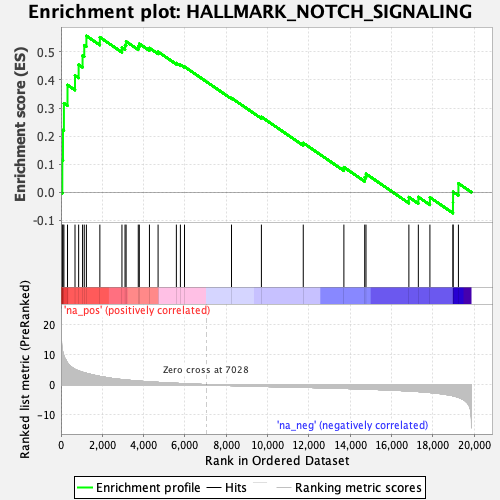 Enrichment plot: HALLMARK_NOTCH_SIGNALING
Enrichment score (ES)
0.5
0.4
0.3
0.2
0.1
0.0
-0.1
'na_pos' (positively correlated)
Ranked list metric (PreRanked)
20
10
0
-10
Zero cross at 7028
'na_neg' (negatively correlated)
0 2,000 4,000 6,000 8,000 10,000 12,000 14,000 16,000 18,000 20,000
Rank in Ordered Dataset
Enrichment profile Hits Ranking metric scores